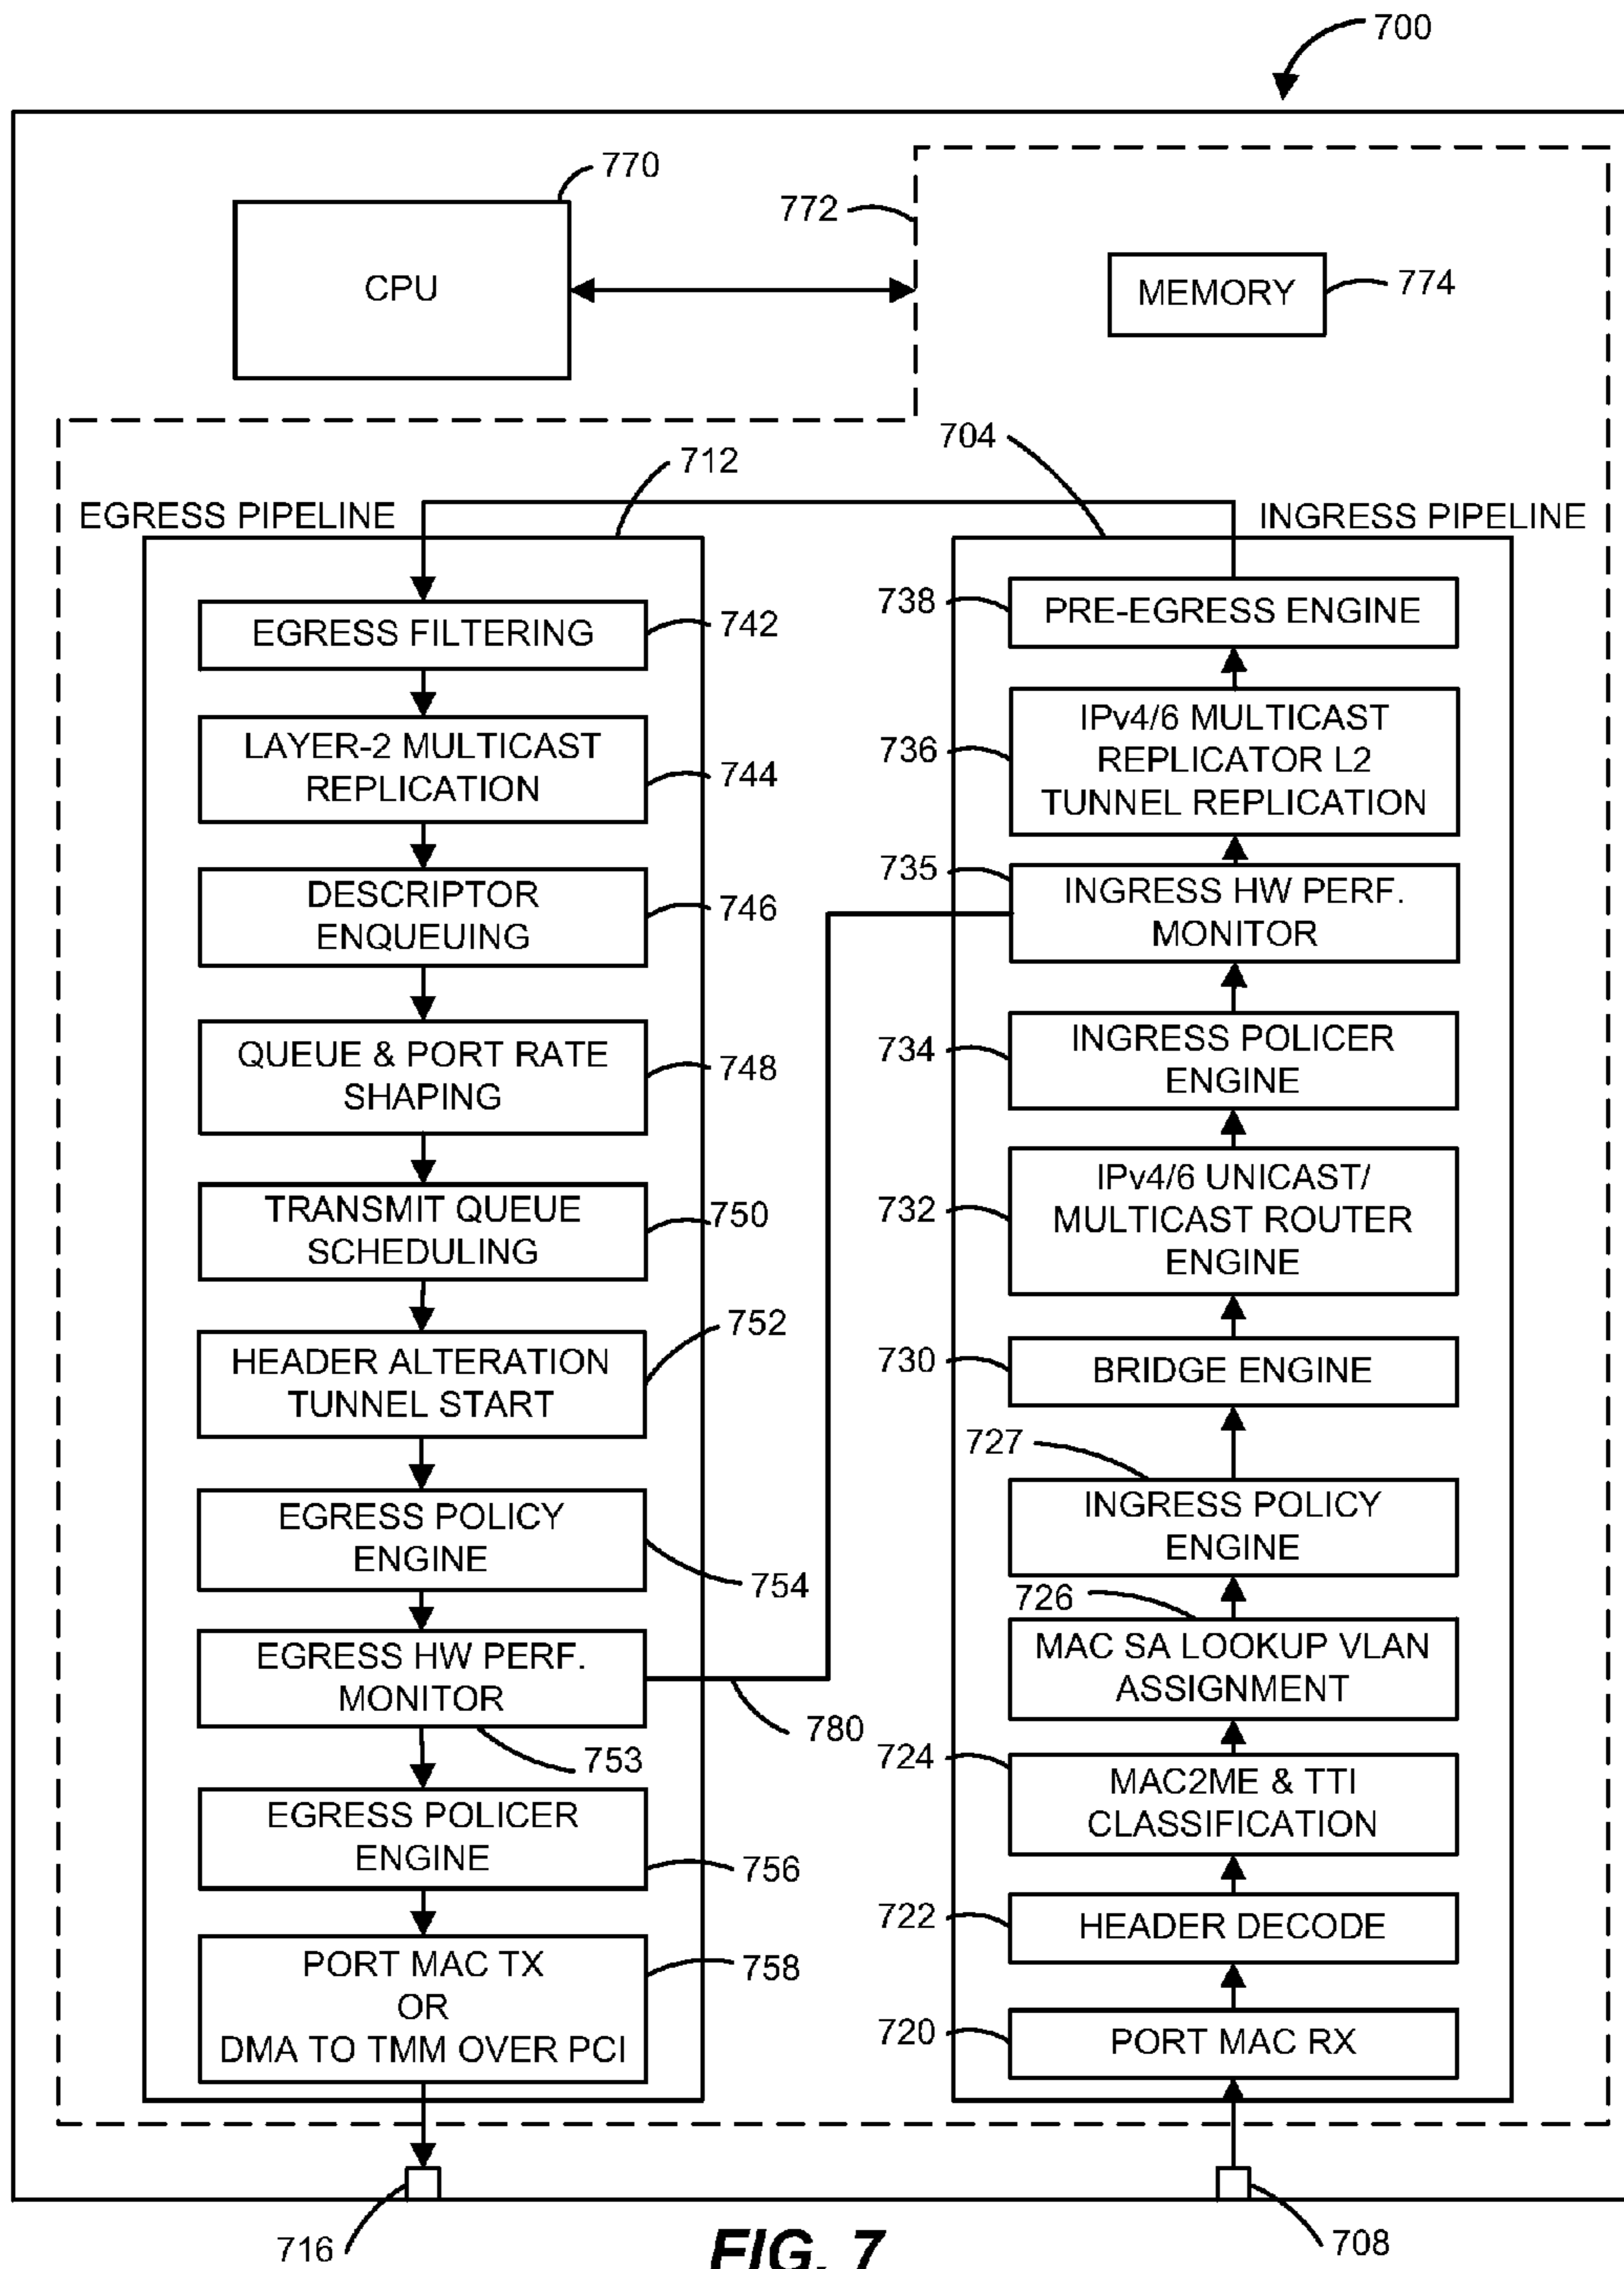 700
770
772
CPU
MEMORY
774
704
712
EGRESS PIPELINE
INGRESS PIPELINE
EGRESS FILTERING
742
LAYER-2 MULTICAST
REPLICATION
744
DESCRIPTOR
ENQUEUING
746
QUEUE & PORT RATE
SHAPING
748
TRANSMIT QUEUE
SCHEDULING
750
HEADER ALTERATION
TUNNEL START
752
EGRESS POLICY
ENGINE
754
EGRESS HW PERF.
MONITOR
753
780
EGRESS POLICER
ENGINE
756
PORT MAC TX
OR
DMA TO TMM OVER PCI
758
738
PRE-EGRESS ENGINE
736
IPv4/6 MULTICAST
REPLICATOR L2
TUNNEL REPLICATION
735
INGRESS HW PERF.
MONITOR
734
INGRESS POLICER
ENGINE
732
IPv4/6 UNICAST/
MULTICAST ROUTER
ENGINE
730
BRIDGE ENGINE
727
INGRESS POLICY
ENGINE
726
MAC SA LOOKUP VLAN
ASSIGNMENT
724
MAC2ME & TTI
CLASSIFICATION
722
HEADER DECODE
720
PORT MAC RX
716
708
FIG. 7